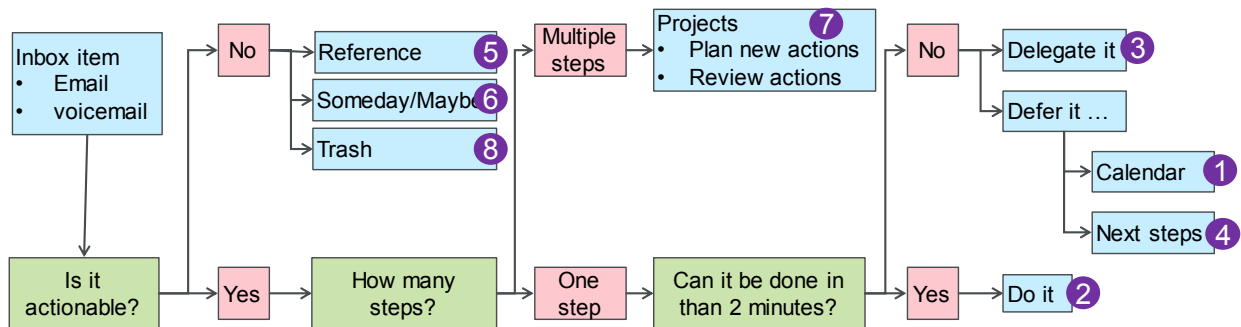 Inbox item
• Email
• voicemail
Is it
actionable?
No
Yes
Reference 5
Someday/Maybe 6
Trash 8
How many
steps?
Multiple
steps
One
step
Projects 7
• Plan new actions
• Review actions
Can it be done in
than 2 minutes?
No
Yes
Delegate it 3
Defer it ...
Calendar 1
Next steps 4
Do it 2